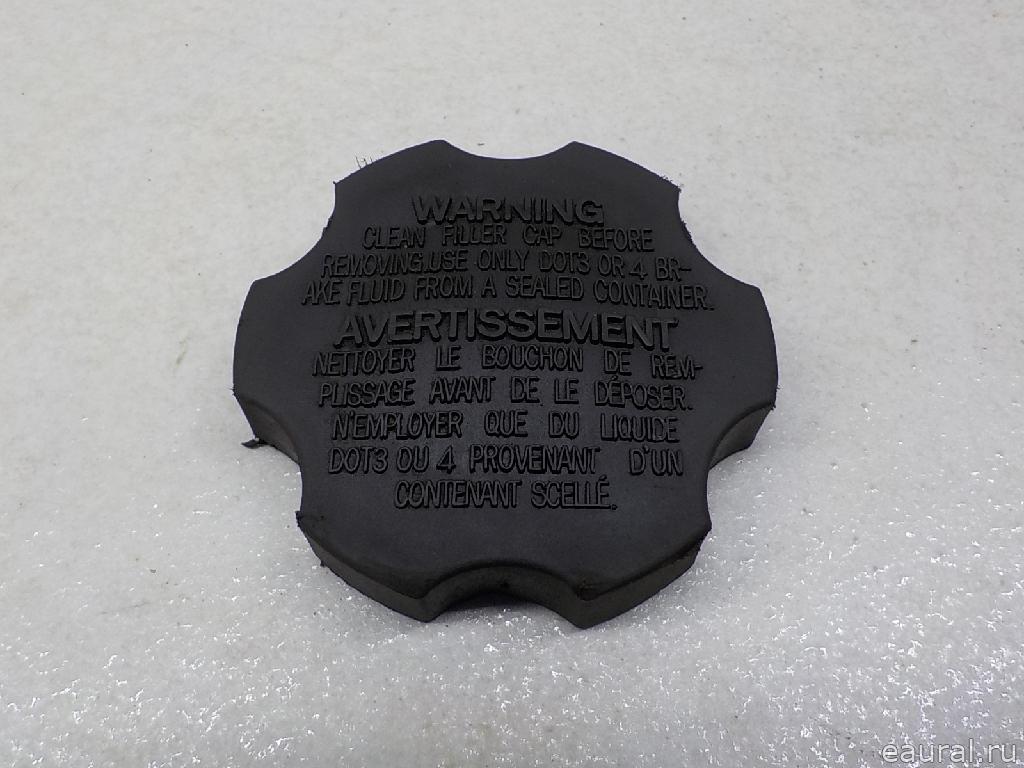 WARNING
CLEAN FILLER CAP BEFORE
REMOVING.USE ONLY DOT3 OR 4 BR-
AKE FLUID FROM A SEALED CONTAINER.
AVERTISSEMENT
NETTOYER LE BOUCHON DE REM-
PLISSAGE AVANT DE LE DÉPOSER.
N'EMPLOYER QUE DU LIQUIDE
DOT3 OU 4 PROVENANT D'UN
CONTENANT SCELLÉ.
eaural.ru